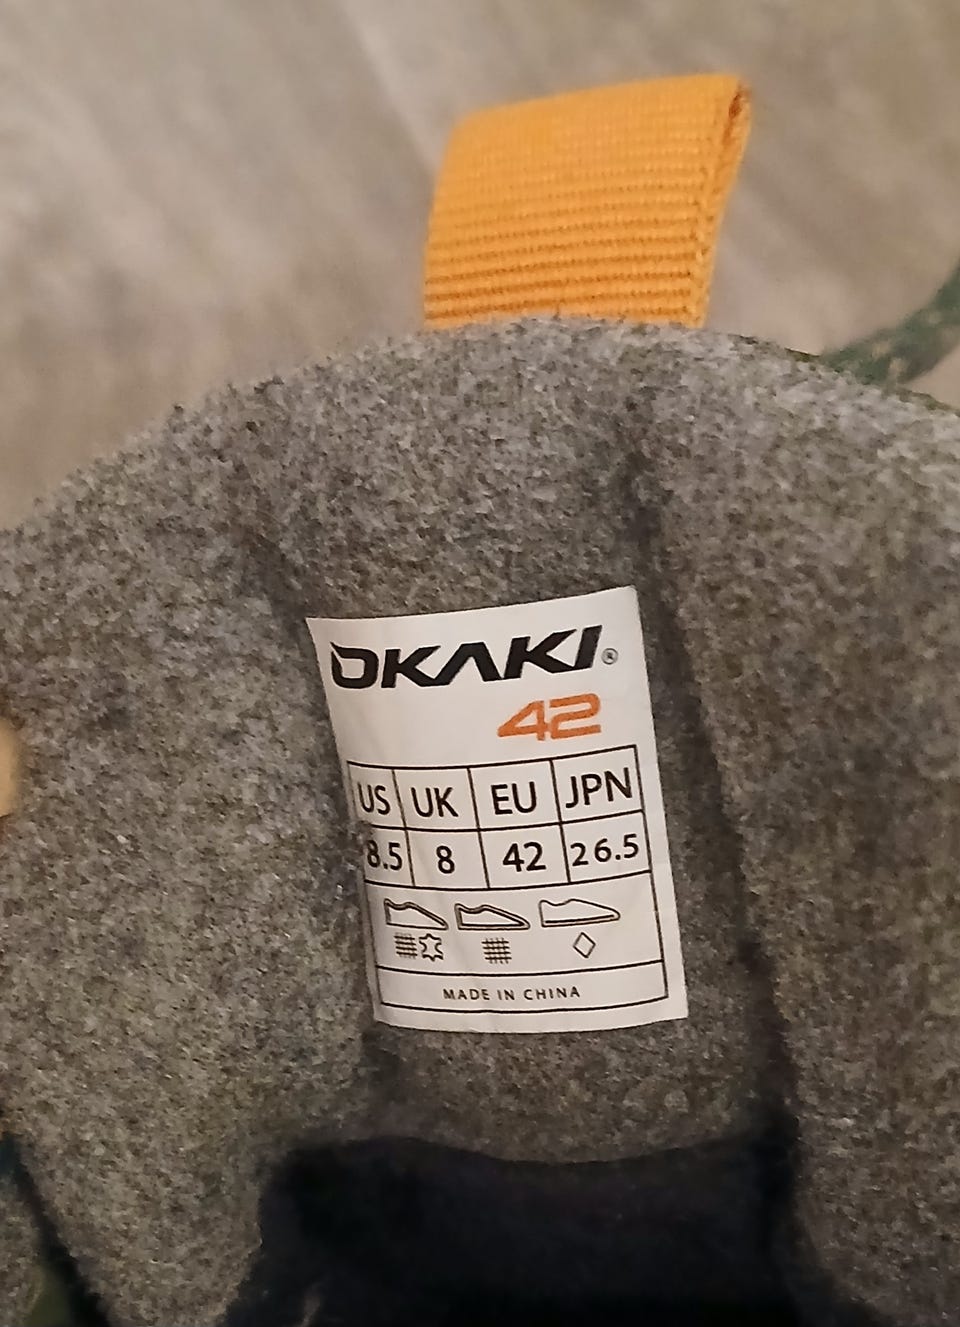 OKAKI®
42
US UK EU JPN
8.5 8 42 26.5
MADE IN CHINA